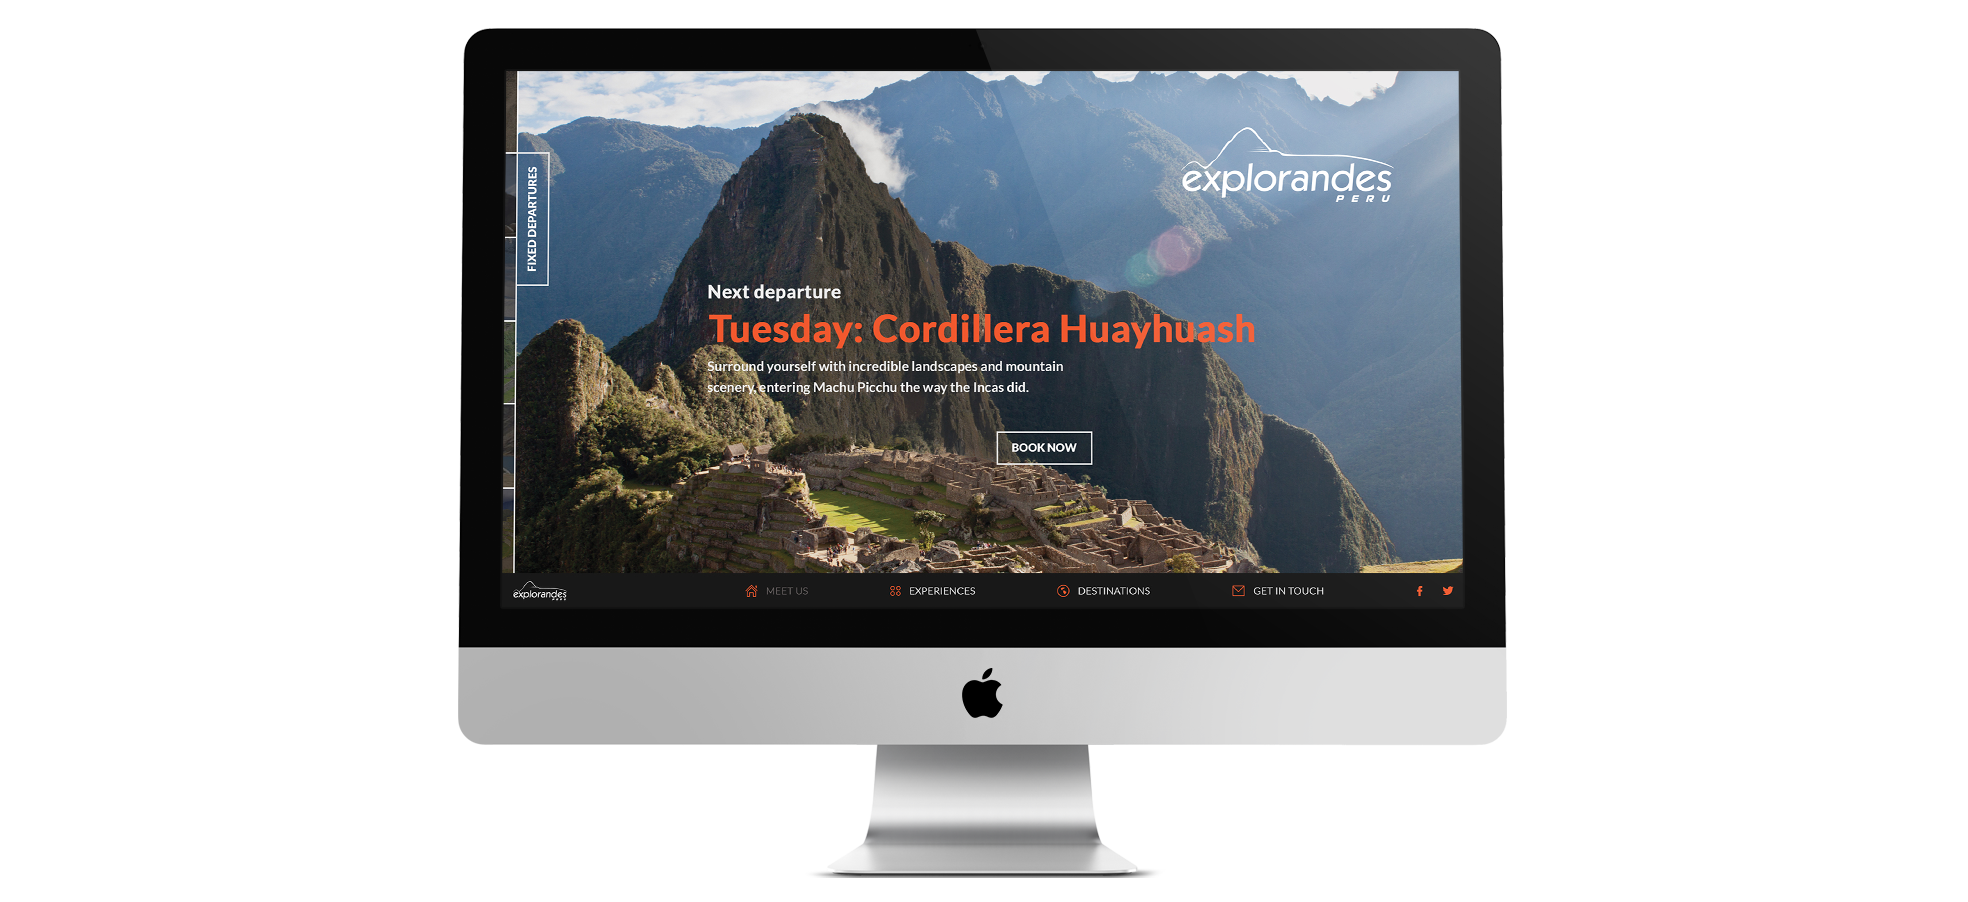 FIXED DEPARTURES
explorandes
PERU
Next departure
Tuesday: Cordillera Huayhuash
Surround yourself with incredible landscapes and mountain
scenery, entering Machu Picchu the way the Incas did.
BOOK NOW
explorandes
PERU
MEET US
EXPERIENCES
DESTINATIONS
GET IN TOUCH